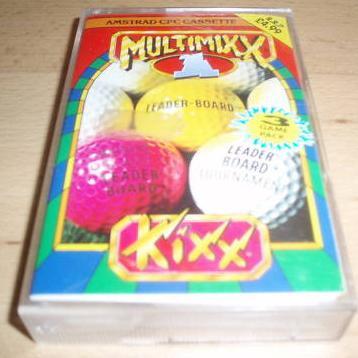 AMSTRAD CPC CASSETTE
R.R.P
£4.99
MULTIMIXX
1
LEADER-BOARD
3
GAME
PACK
LEADER
BOARD
LEADER
BOARD
TOURNAMENT
Kixx